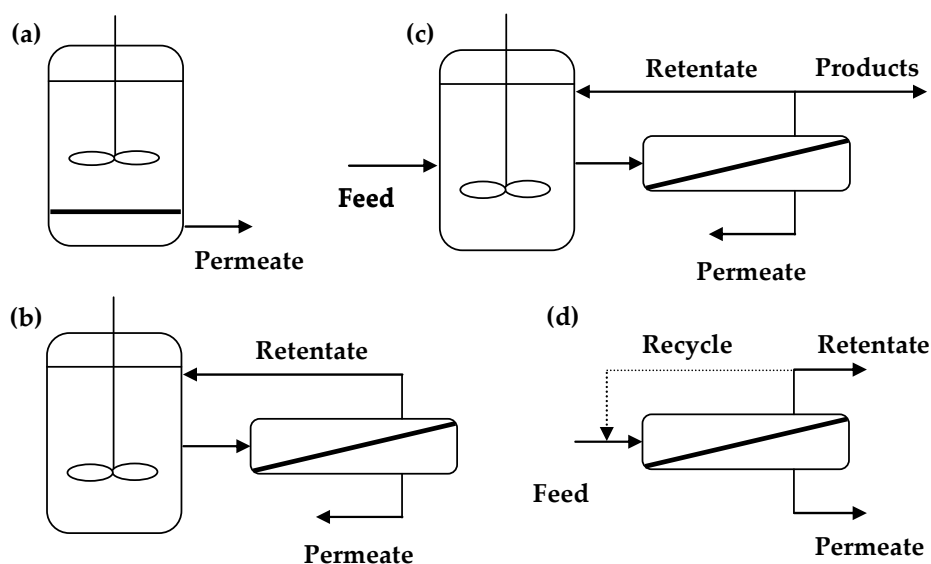 (a)
Permeate
(c)
Retentate
Products
Feed
Permeate
(b)
Retentate
Permeate
(d)
Recycle
Retentate
Feed
Permeate